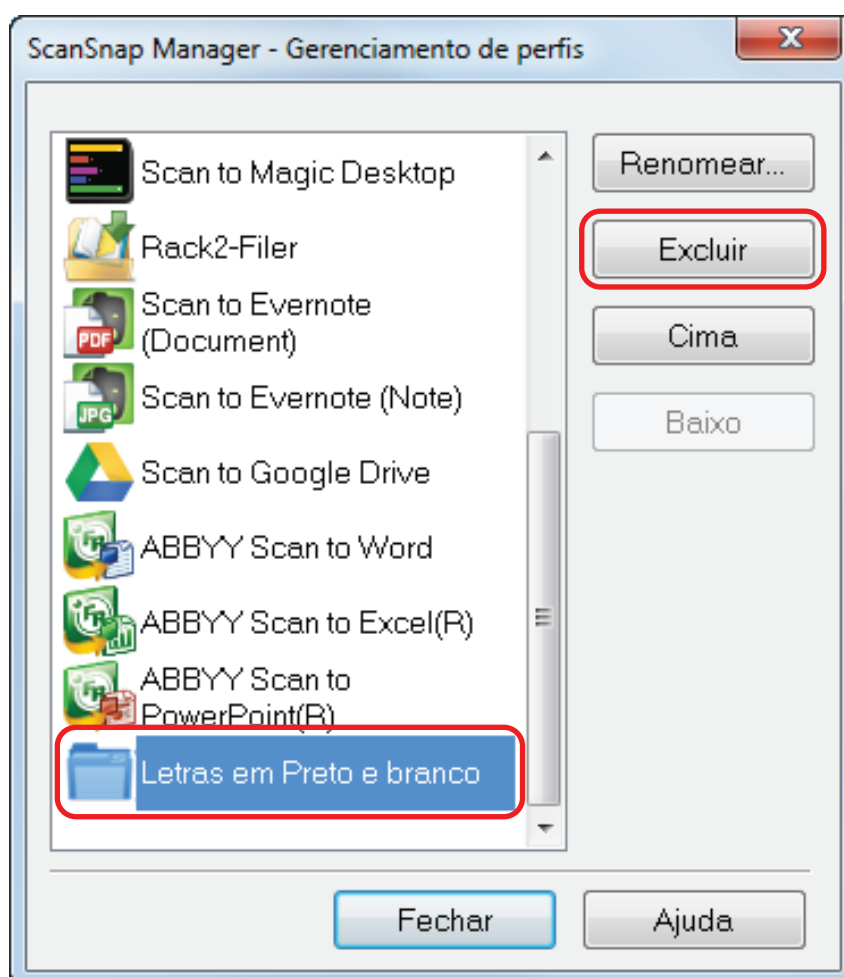 ScanSnap Manager - Gerenciamento de perfis
Scan to Magic Desktop
Rack2-Filer
Scan to Evernote
(Document)
PDF
Scan to Evernote (Note)
JPG
Scan to Google Drive
ABBYY Scan to Word
ABBYY Scan to Excel(R)
ABBYY Scan to
PowerPoint(R)
Letras em Preto e branco
Renomear...
Excluir
Cima
Baixo
Fechar
Ajuda